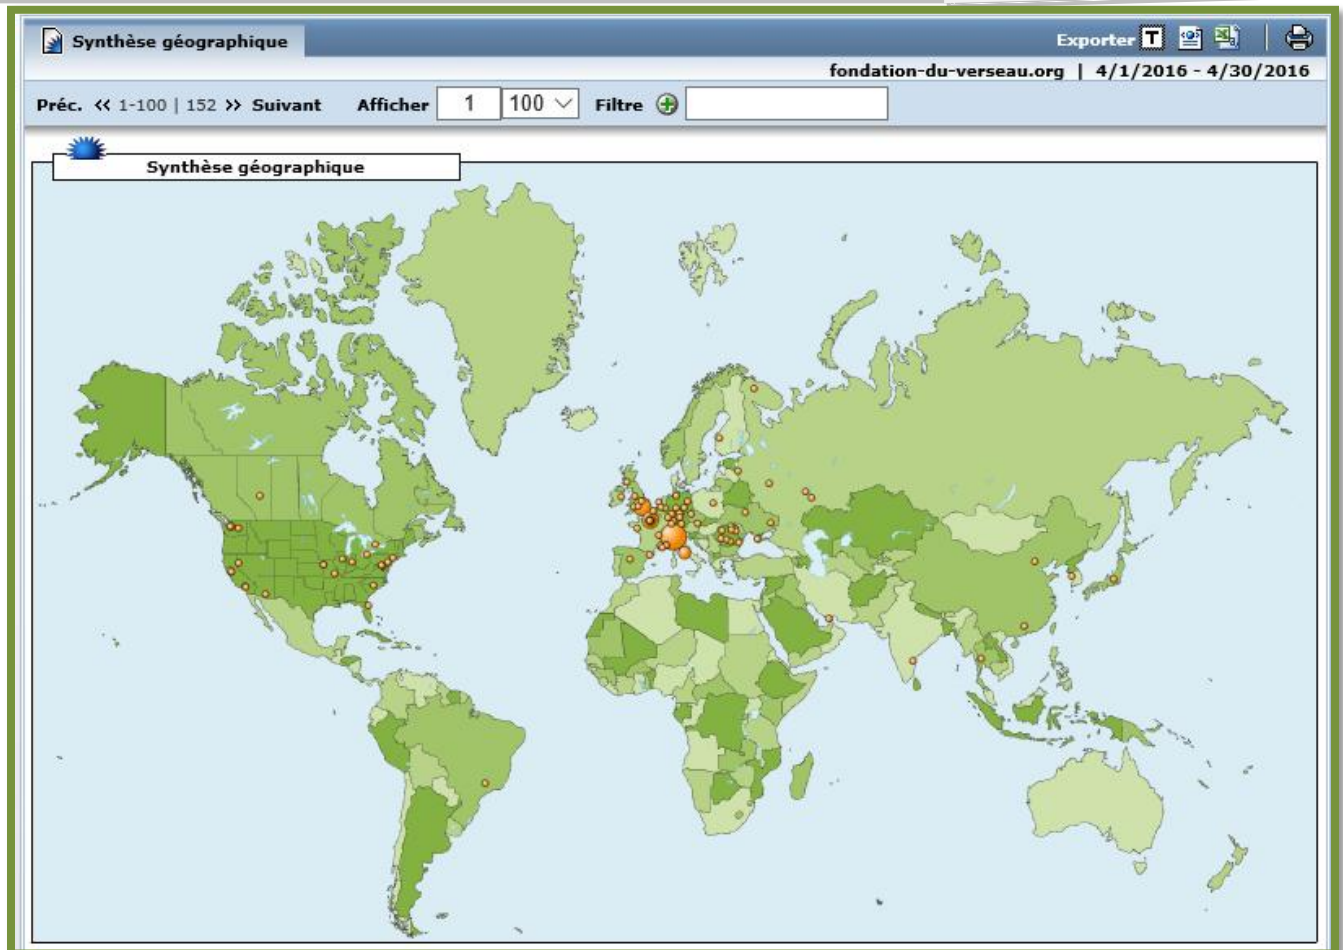 Synthèse géographique
Exporter T
fondation-du-verseau.org | 4/1/2016 - 4/30/2016
Préc. << 1-100 | 152 >> Suivant Afficher 1 100 Filtre
Synthèse géographique